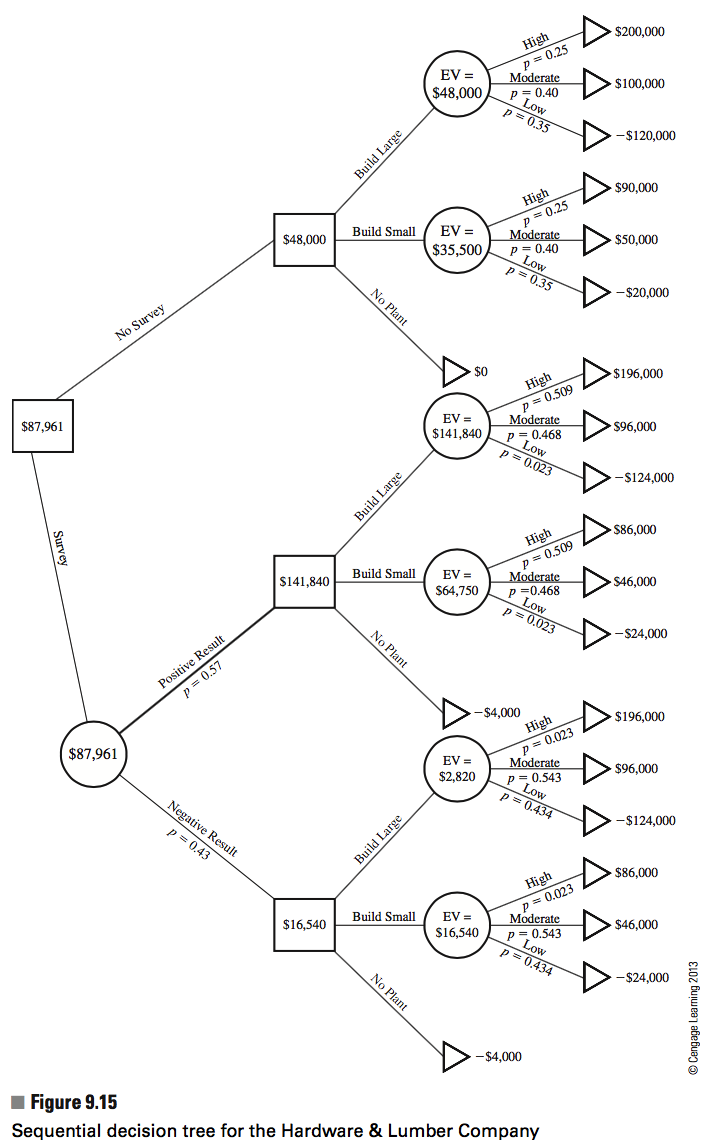 High
p = 0.25
$200,000
EV =
$48,000
Moderate
p = 0.40
$100,000
Low
p = 0.35
−$120,000
Build Large
High
p = 0.25
$90,000
$48,000
Build Small
EV =
$35,500
Moderate
p = 0.40
$50,000
Low
p = 0.35
−$20,000
No Plant
$0
No Survey
$87,961
High
p = 0.509
$196,000
EV =
$141,840
Moderate
p = 0.468
$96,000
Low
p = 0.023
−$124,000
Build Large
Survey
High
p = 0.509
$86,000
$141,840
Build Small
EV =
$64,750
Moderate
p =0.468
$46,000
Low
p = 0.023
−$24,000
No Plant
−$4,000
Positive Result
p = 0.57
$87,961
High
p = 0.023
$196,000
EV =
$2,820
Moderate
p = 0.543
$96,000
Low
p = 0.434
−$124,000
Negative Result
p = 0.43
Build Large
High
p = 0.023
$86,000
$16,540
Build Small
EV =
$16,540
Moderate
p = 0.543
$46,000
Low
p = 0.434
−$24,000
No Plant
−$4,000
© Cengage Learning 2013
Figure 9.15
Sequential decision tree for the Hardware & Lumber Company